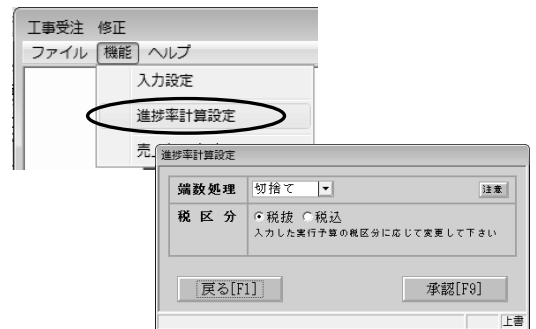 工事受注 修正
ファイル 機能 ヘルプ
入力設定
進捗率計算設定
売
進捗率計算設定
端数処理 切捨て 注意
税区分 税抜 税込
入力した実行予算の税区分に応じて変更して下さい
戻る[F1] 承認[F9]
上書